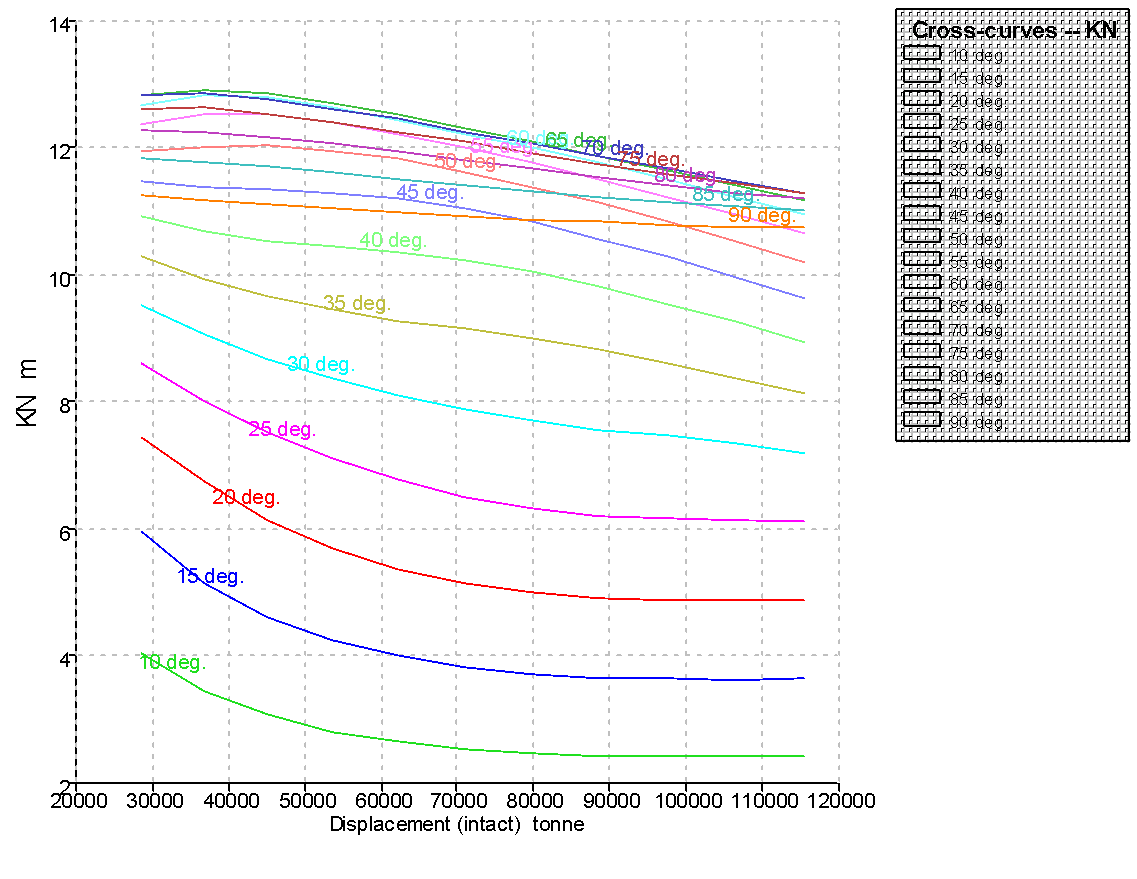 14
12
10
8
6
4
2
KN m
20000 30000 40000 50000 60000 70000 80000 90000 100000 110000 120000
Displacement (intact) tonne
60 deg.
65 deg.
70 deg.
55 deg.
75 deg.
50 deg.
80 deg.
45 deg.
85 deg.
90 deg.
40 deg.
35 deg.
30 deg.
25 deg.
20 deg.
15 deg.
10 deg.
Cross-curves -- KN
10 deg.
15 deg.
20 deg.
25 deg.
30 deg.
35 deg.
40 deg.
45 deg.
50 deg.
55 deg.
60 deg.
65 deg.
70 deg.
75 deg.
80 deg.
85 deg.
90 deg.